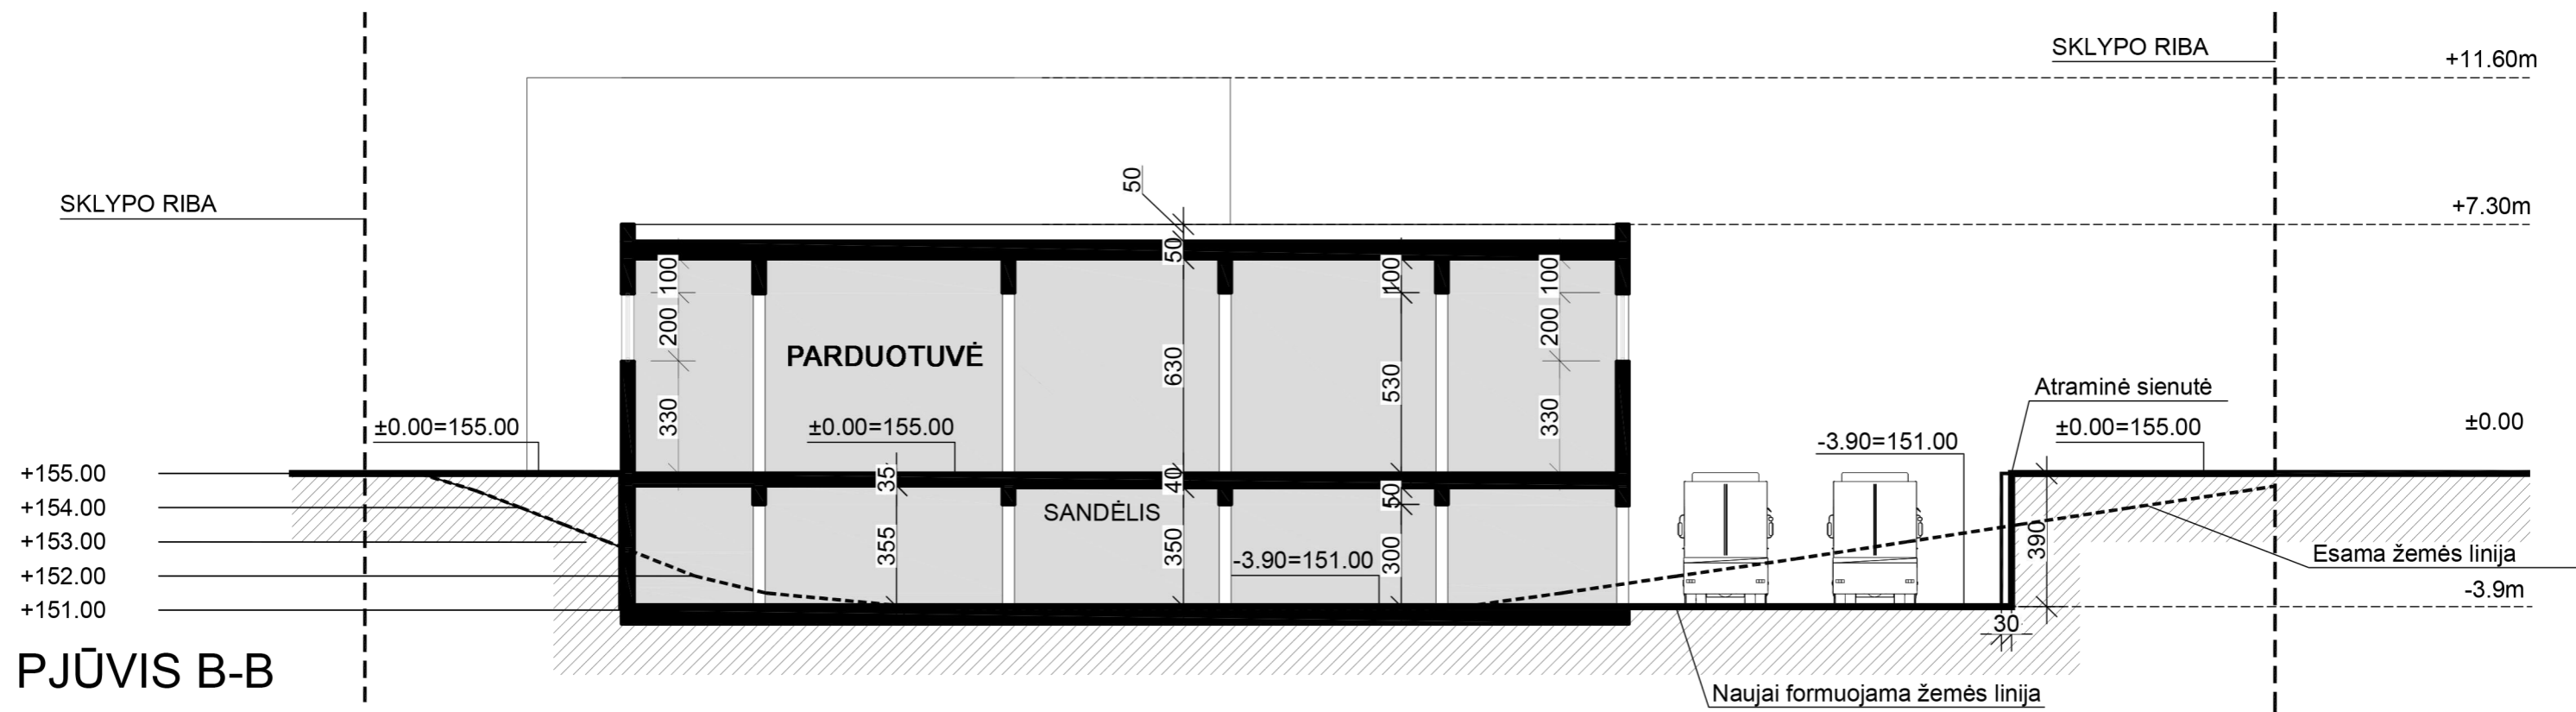 SKLYPO RIBA
+11.60m
SKLYPO RIBA
+7.30m
50
50
100
100
100
200
630
530
200
330
330
PARDUOTUVĖ
±0.00=155.00
±0.00=155.00
Atraminė sienutė
-3.90=151.00
±0.00=155.00
±0.00
+155.00
+154.00
+153.00
+152.00
+151.00
35
40
50
SANDĖLIS
355
350
300
-3.90=151.00
390
Esama žemės linija
-3.9m
30
PJŪVIS B-B
Naujai formuojama žemės linija